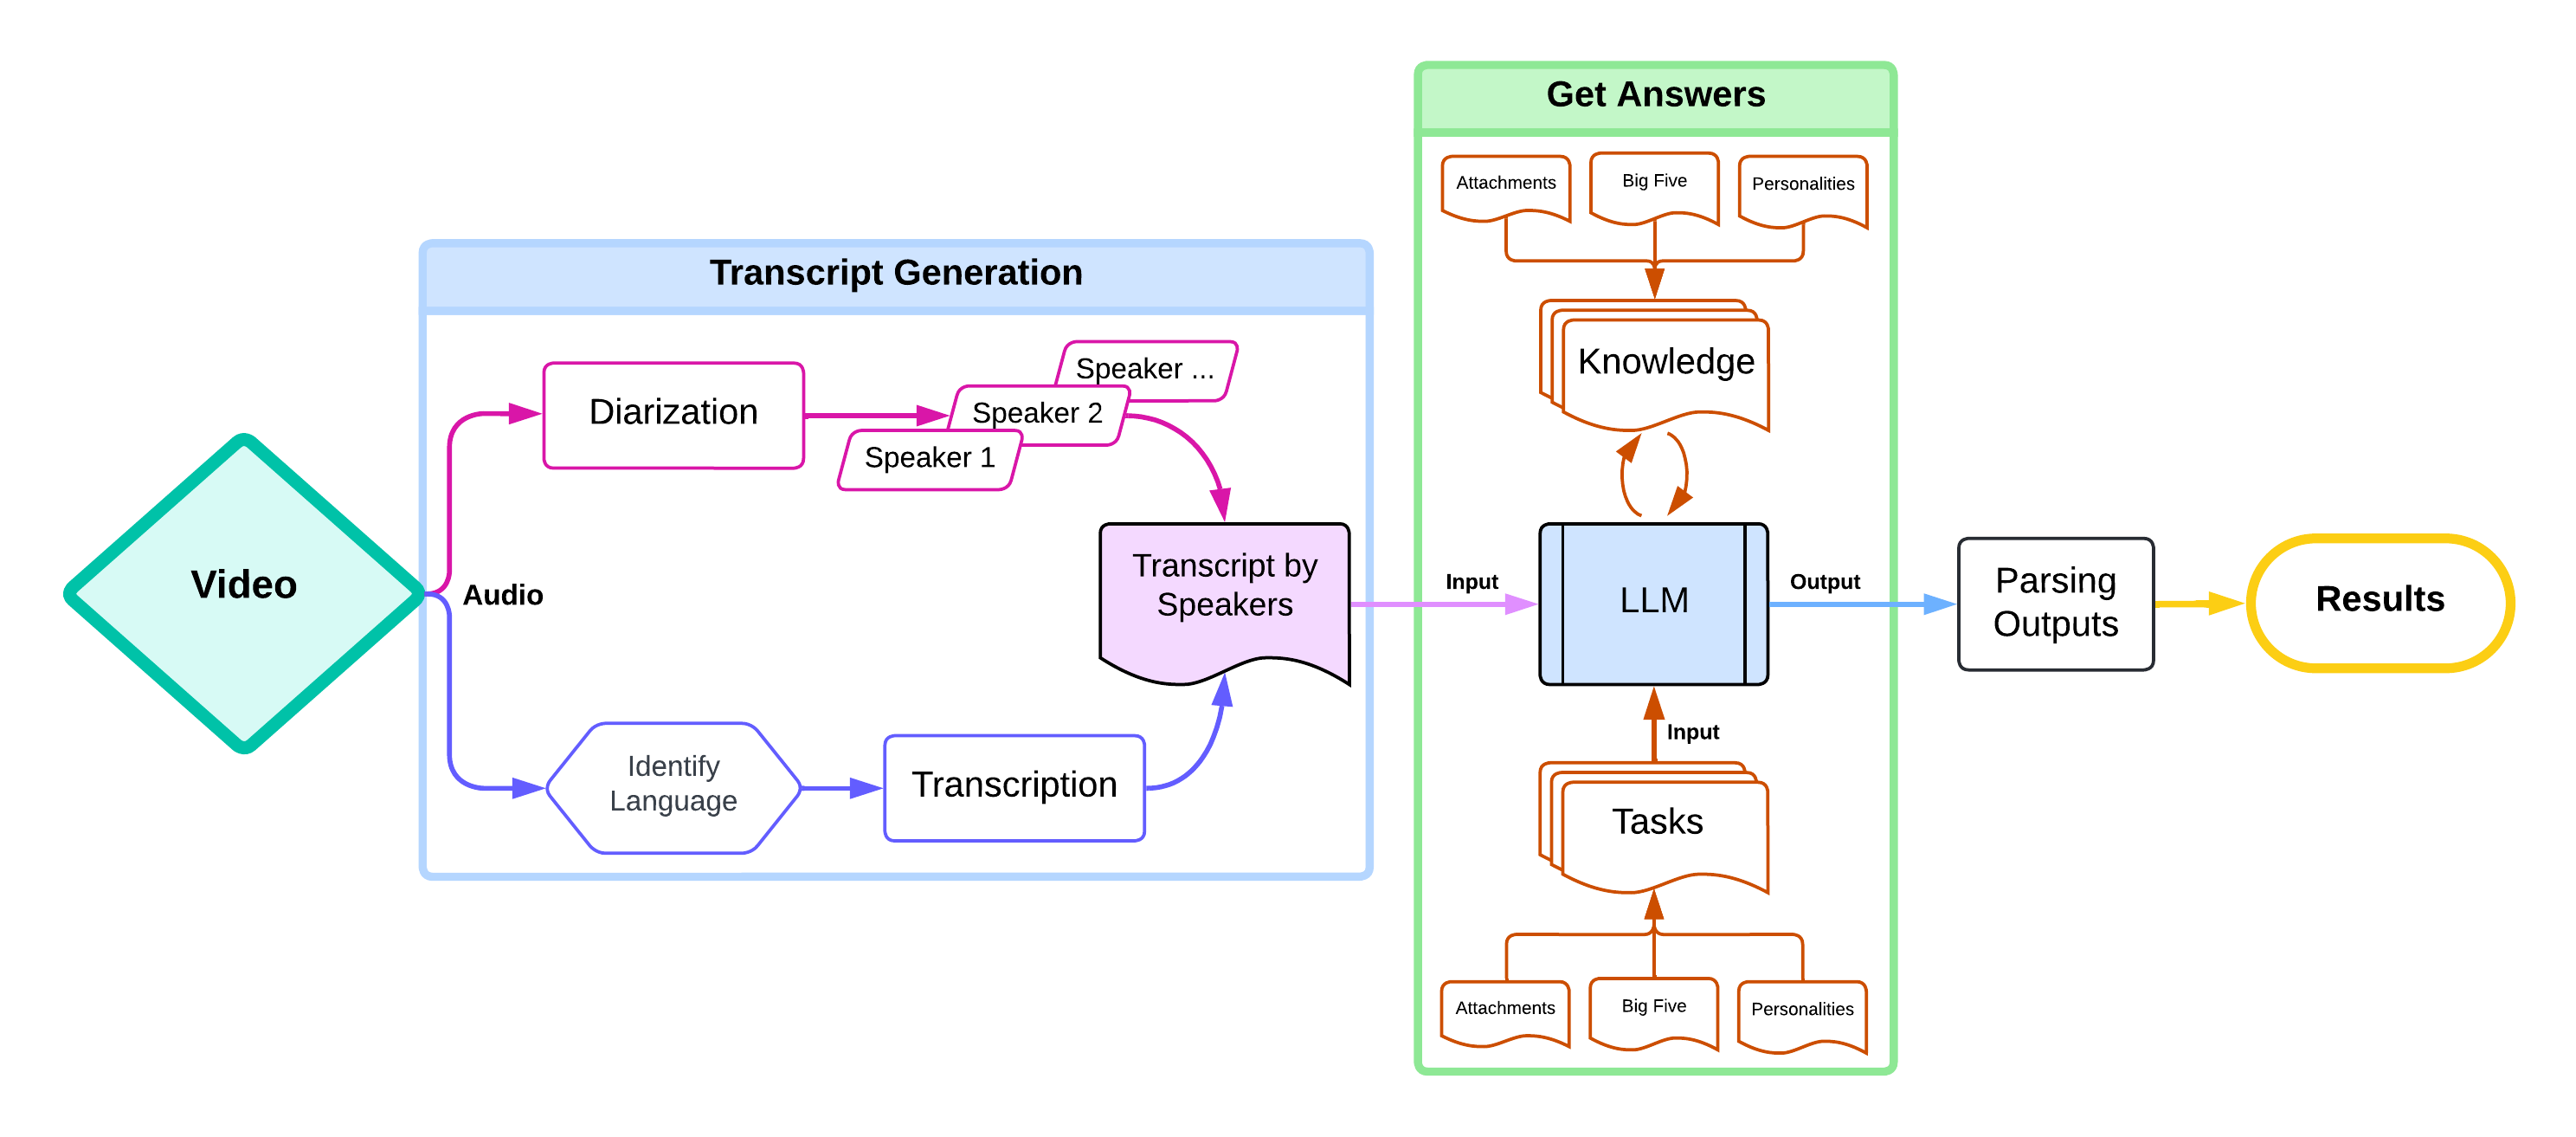 Video
Audio
Transcript Generation
Diarization
Speaker ...
Speaker 2
Speaker 1
Transcript by
Speakers
Identify
Language
Transcription
Get Answers
Attachments
Big Five
Personalities
Knowledge
Input
LLM
Output
Input
Tasks
Attachments
Big Five
Personalities
Parsing
Outputs
Results